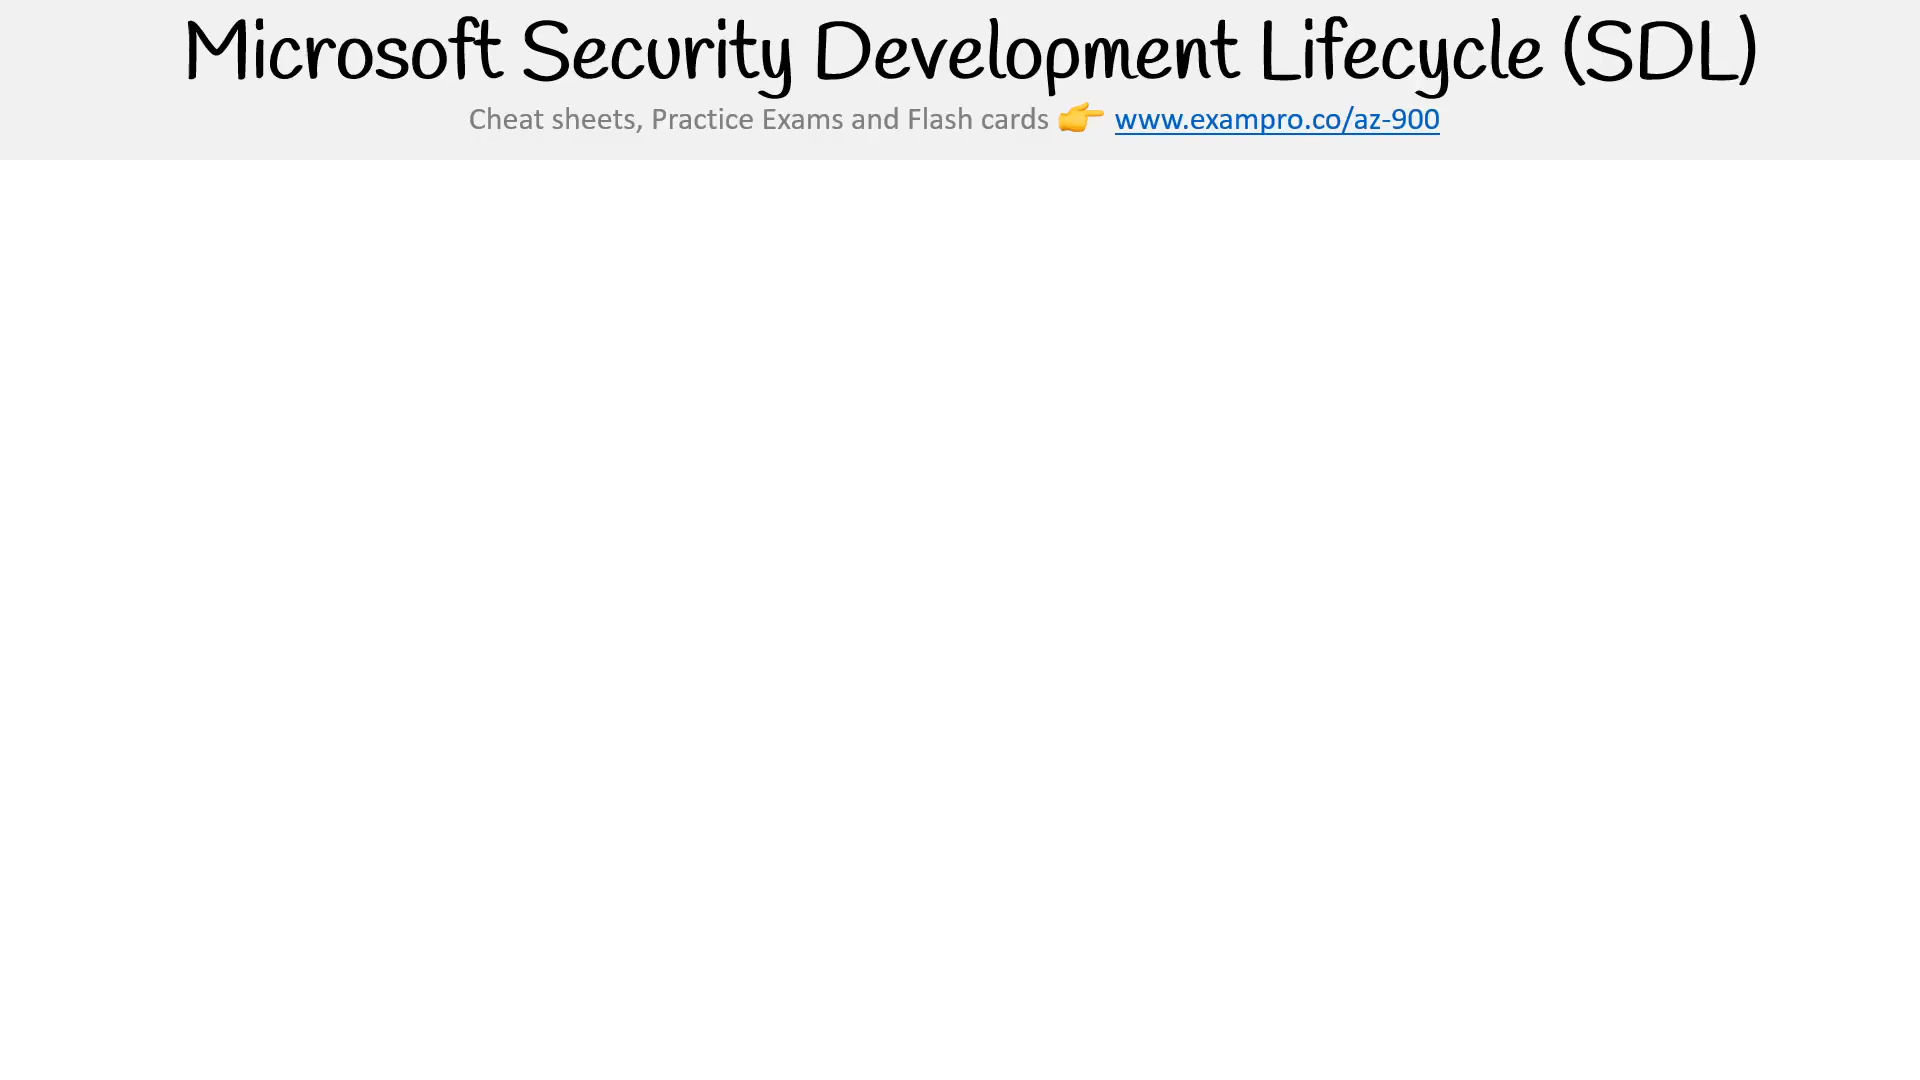 Microsoft Security Development Lifecycle (SDL)
Cheat sheets, Practice Exams and Flash cards 👉 www.exampro.co/az-900